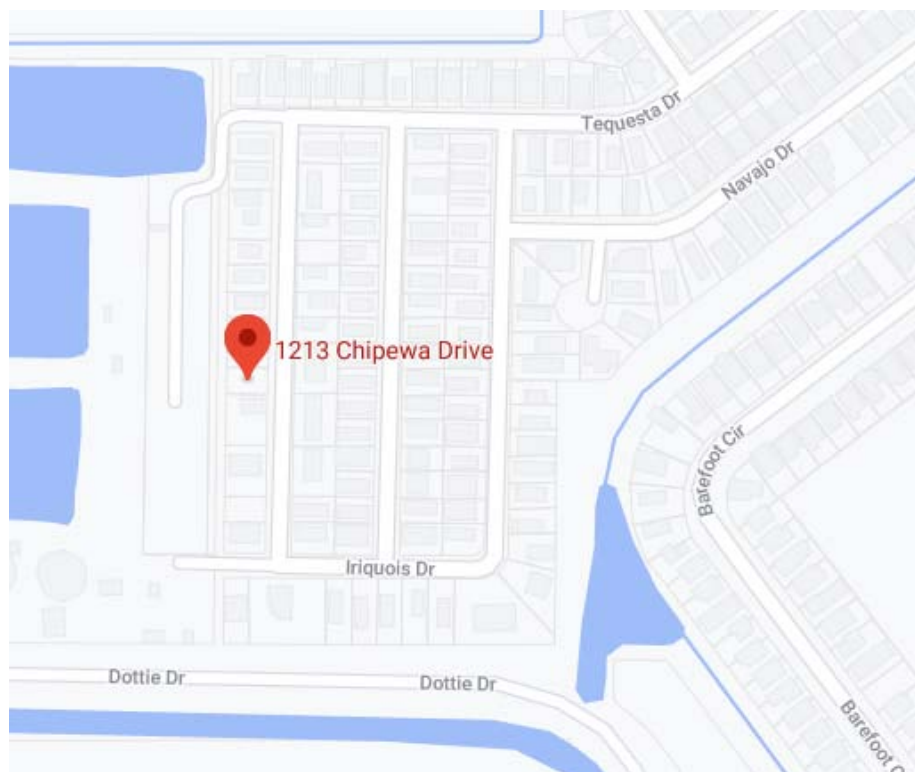 Tequesta Dr
Navajo Dr
1213 Chipewa Drive
Barefoot Cir
Iriquois Dr
Dottie Dr
Dottie Dr
Barefoot C